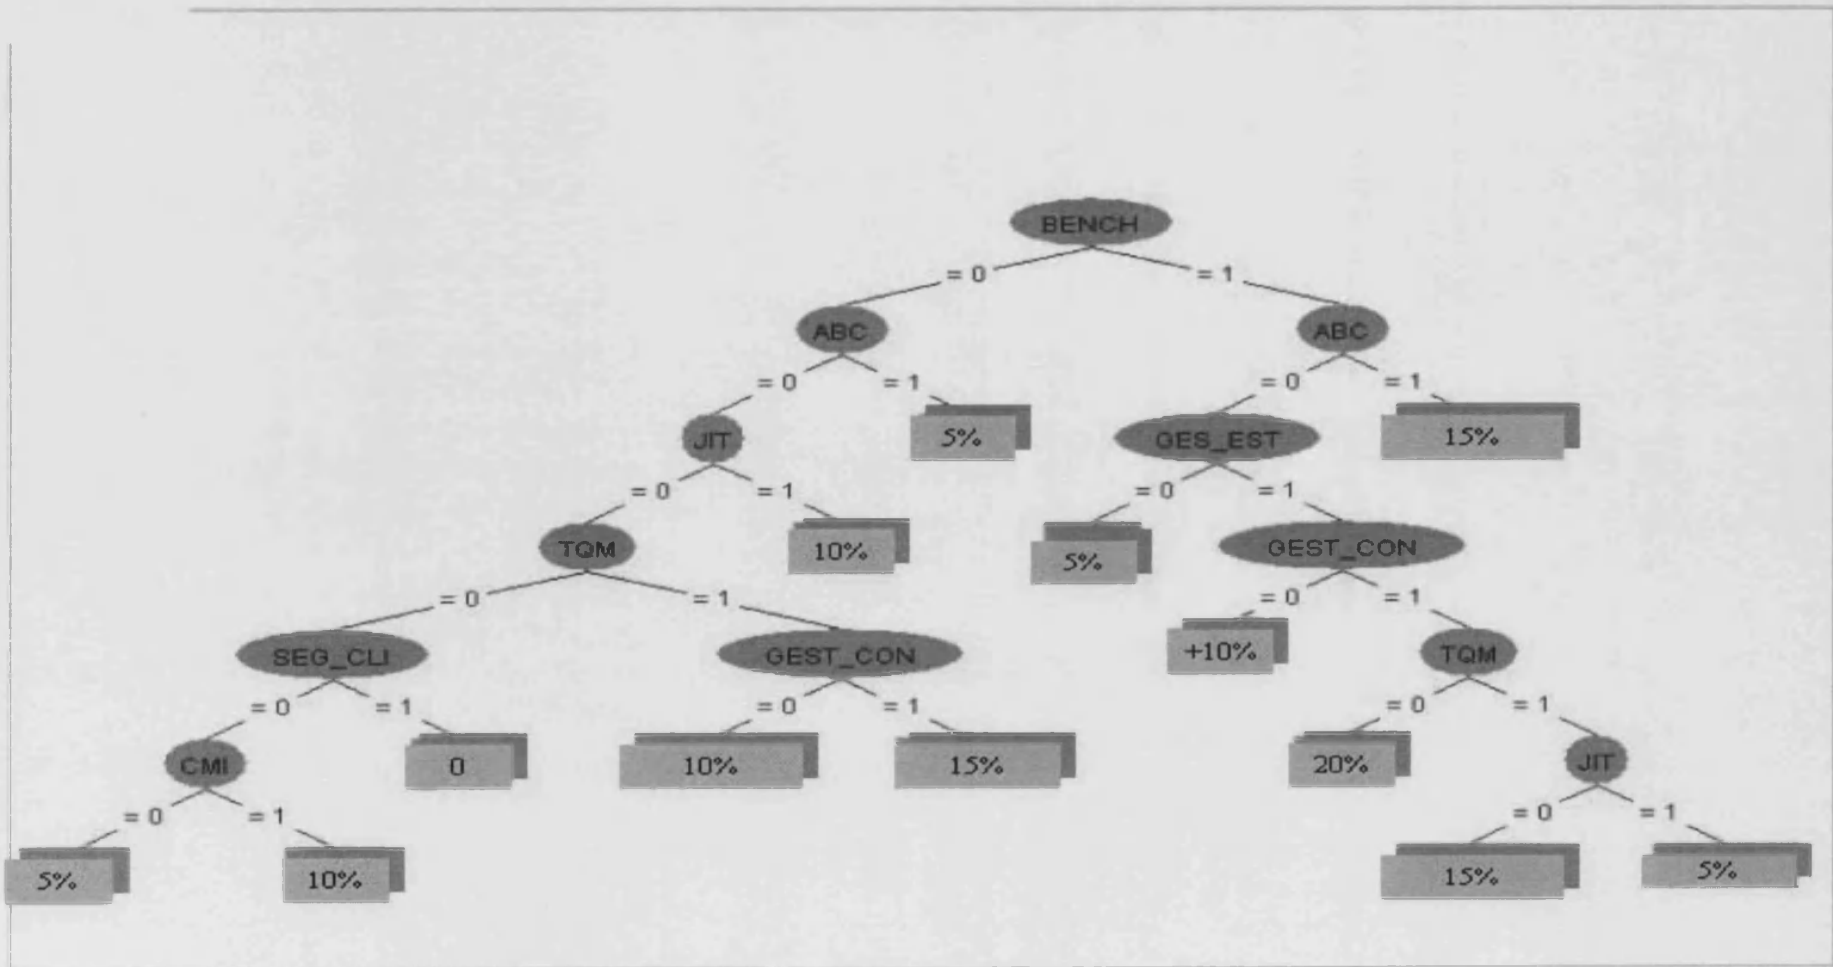 BENCH
= 0 = 1
ABC ABC
= 0 = 1 = 0 = 1
JIT 5% GES_EST 15%
= 0 = 1 = 0 = 1
TQM 10% 5% GEST_CON
= 0 = 1 = 0 = 1
SEG_CLI GEST_CON +10% TQM
= 0 = 1 = 0 = 1 = 0 = 1
CMI 0 10% 15% 20% JIT
= 0 = 1 = 0 = 1
5% 10% 15% 5%